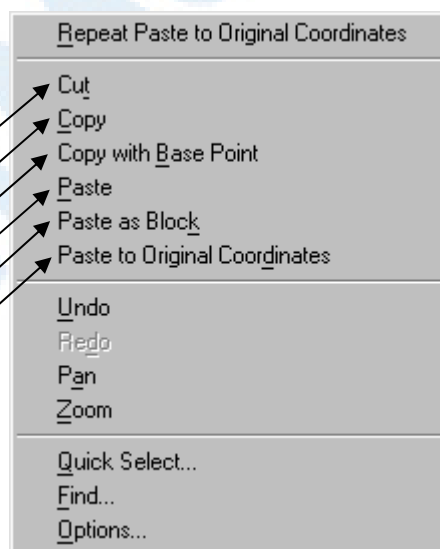 Repeat Paste to Original Coordinates
Cut
Copy
Copy with Base Point
Paste
Paste as Block
Paste to Original Coordinates
Undo
Redo
Pan
Zoom
Quick Select...
Find...
Options...